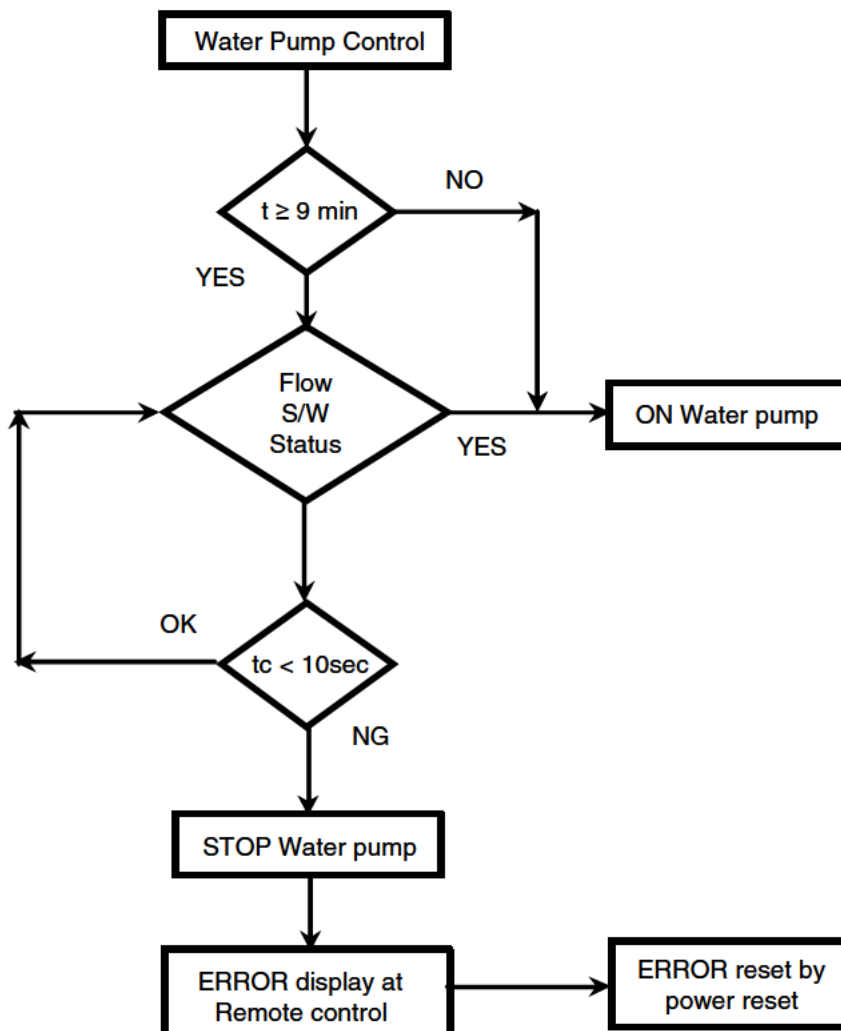 Water Pump Control
NO
t ≥ 9 min
YES
Flow
S/W
Status
YES
ON Water pump
OK
tc < 10sec
NG
STOP Water pump
ERROR display at
Remote control
ERROR reset by
power reset